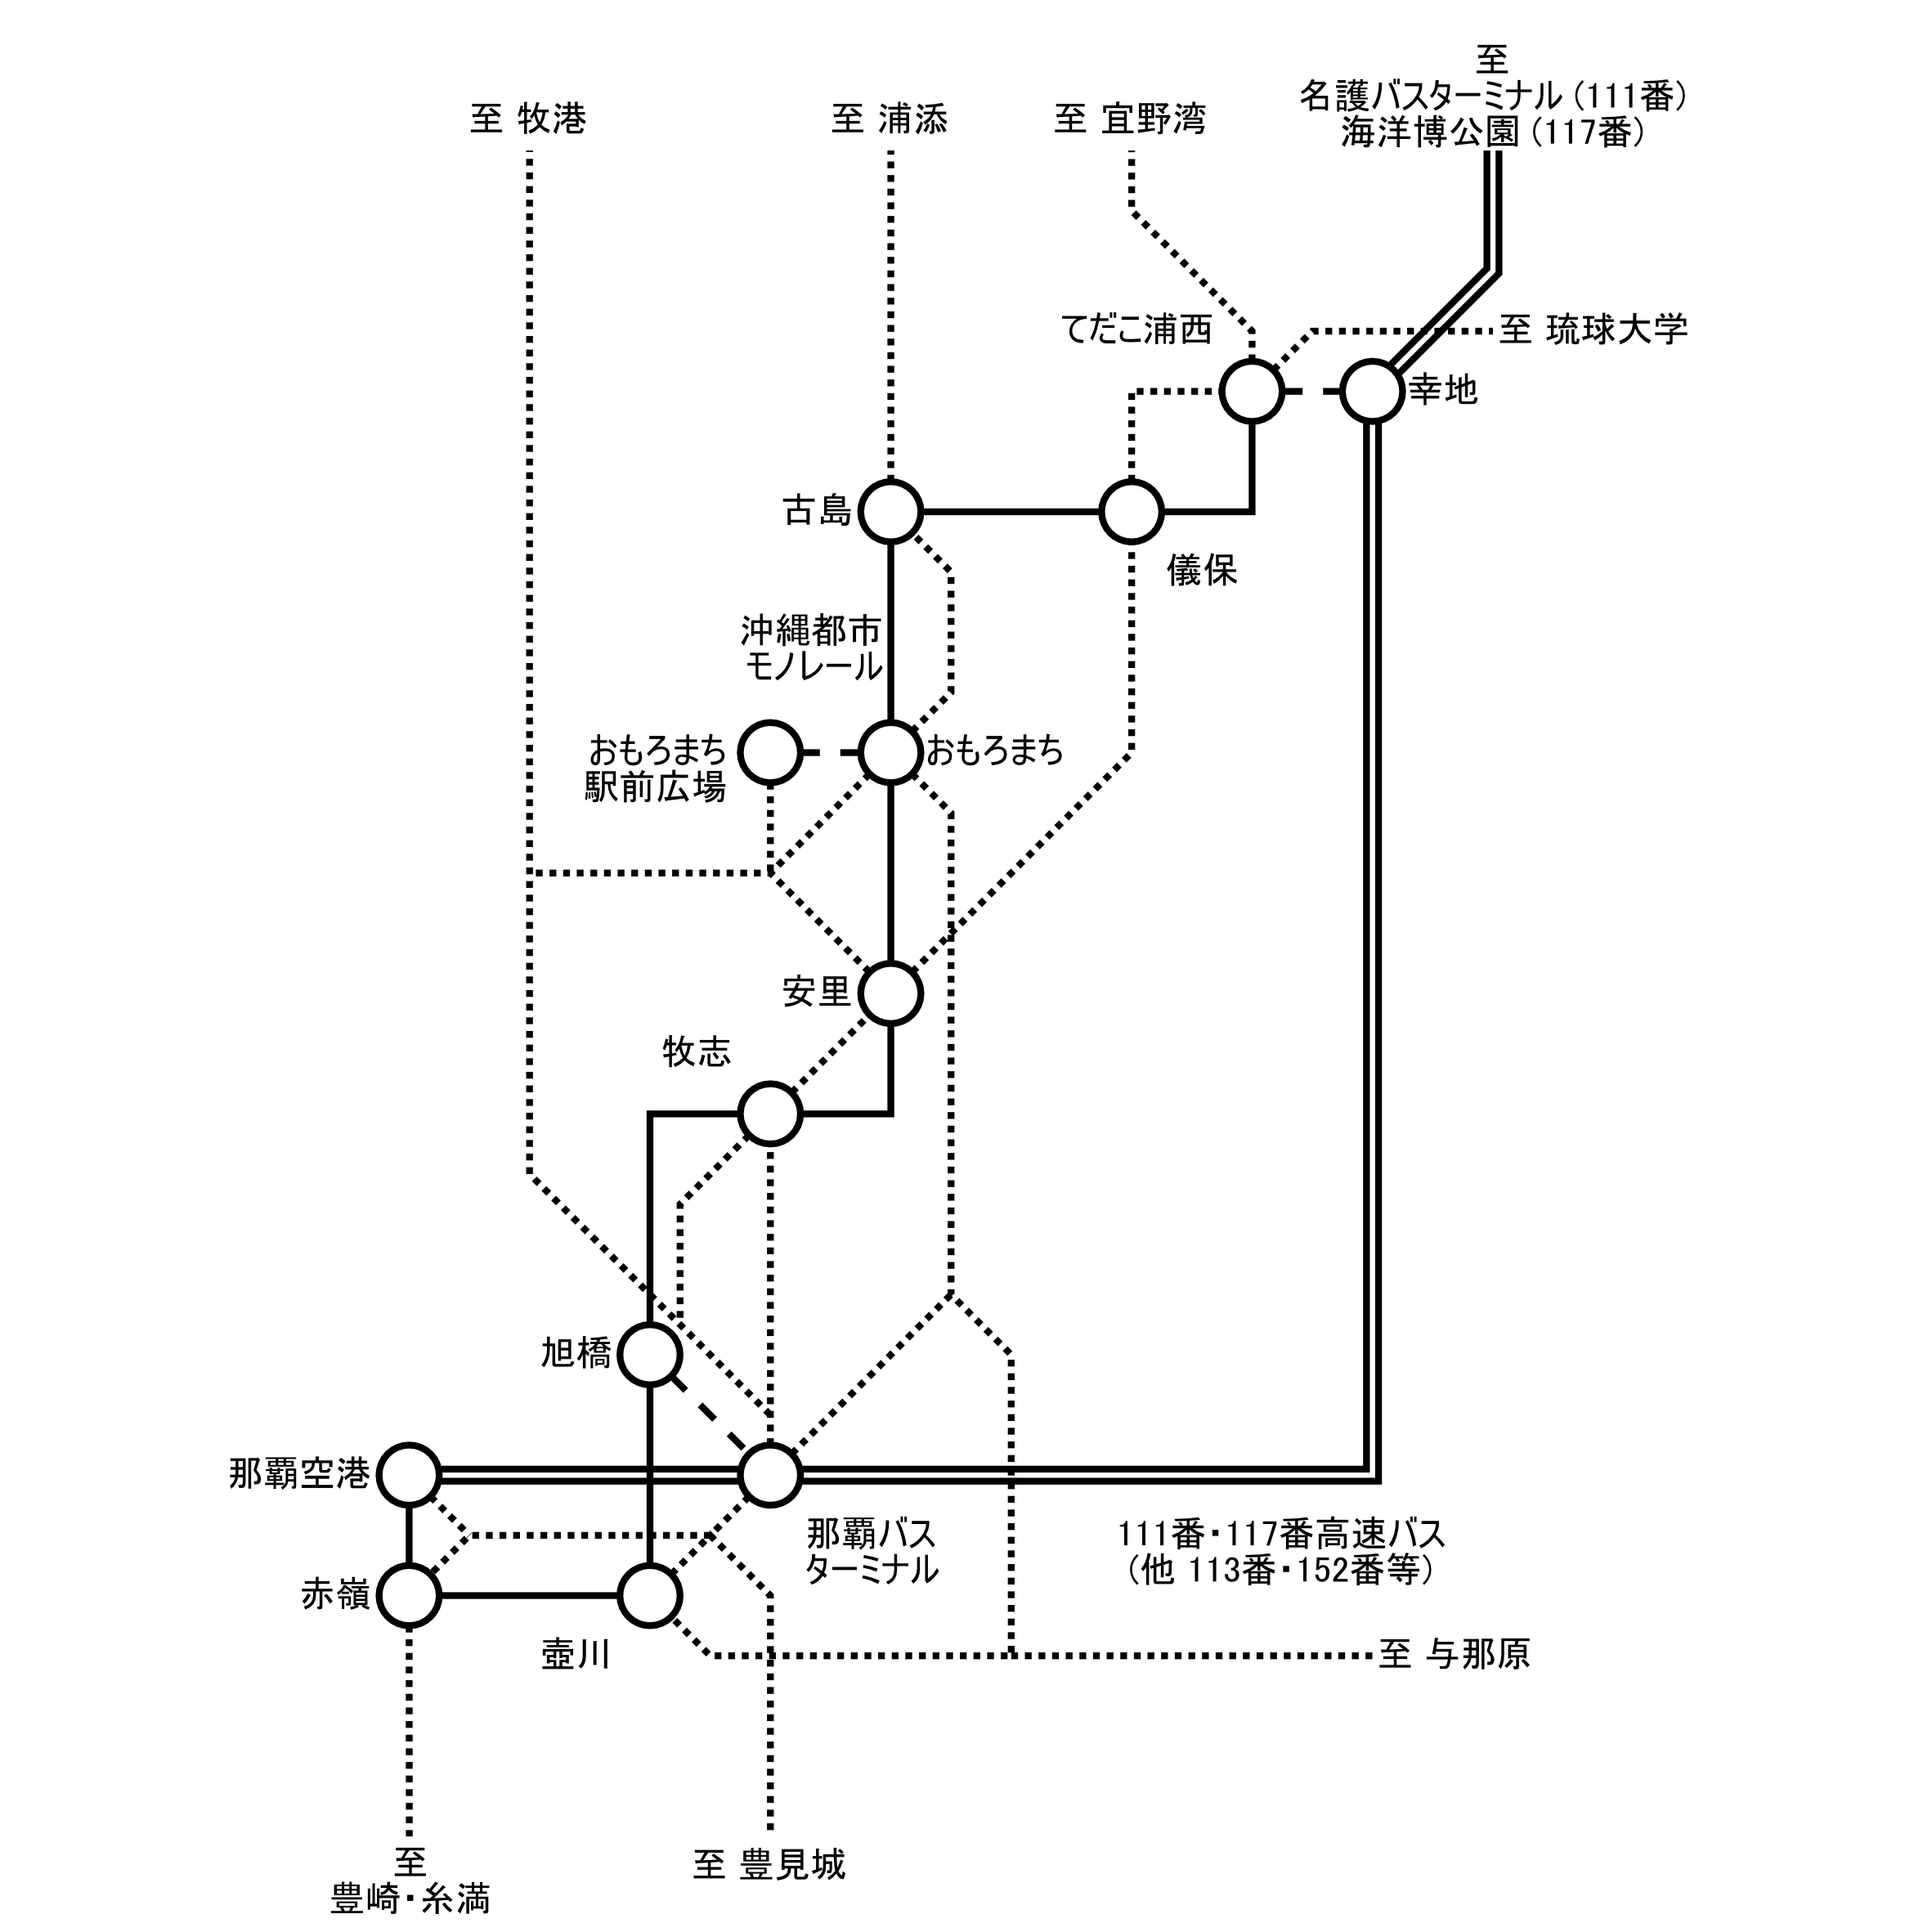 至
名護バスターミナル（111番）
海洋博公園（117番）
至 牧港
至 浦添
至 宜野湾
てだこ浦西
至 琉球大学
幸地
古島
儀保
沖縄都市
モノレール
おもろまち
駅前広場
おもろまち
安里
牧志
旭橋
那覇空港
那覇バス
ターミナル
111番･117番高速バス
（他 113番･152番系等）
赤嶺
壺川
至 与那原
至
豊崎･糸満
至 豊見城